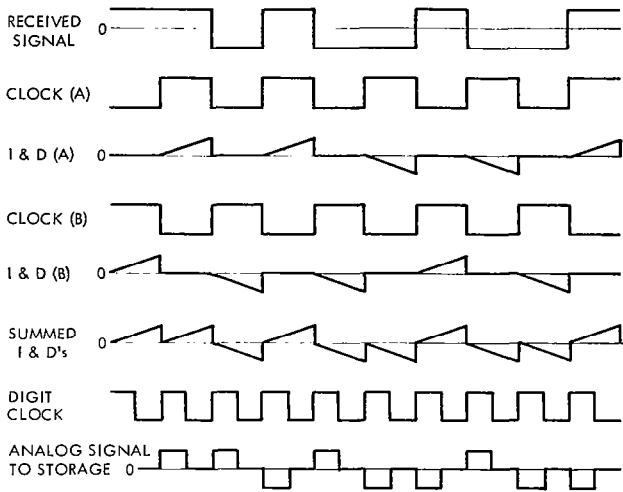 RECEIVED
SIGNAL
0
CLOCK (A)
I & D (A) 0
CLOCK (B)
I & D (B) 0
SUMMED
I & D's
0
DIGIT
CLOCK
ANALOG SIGNAL
TO STORAGE 0